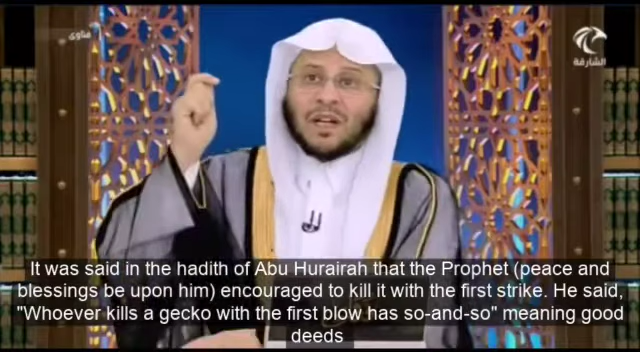 فتاوى
الشارقة
It was said in the hadith of Abu Hurairah that the Prophet (peace and
blessings be upon him) encouraged to kill it with the first strike. He said,
"Whoever kills a gecko with the first blow has so-and-so" meaning good
deeds